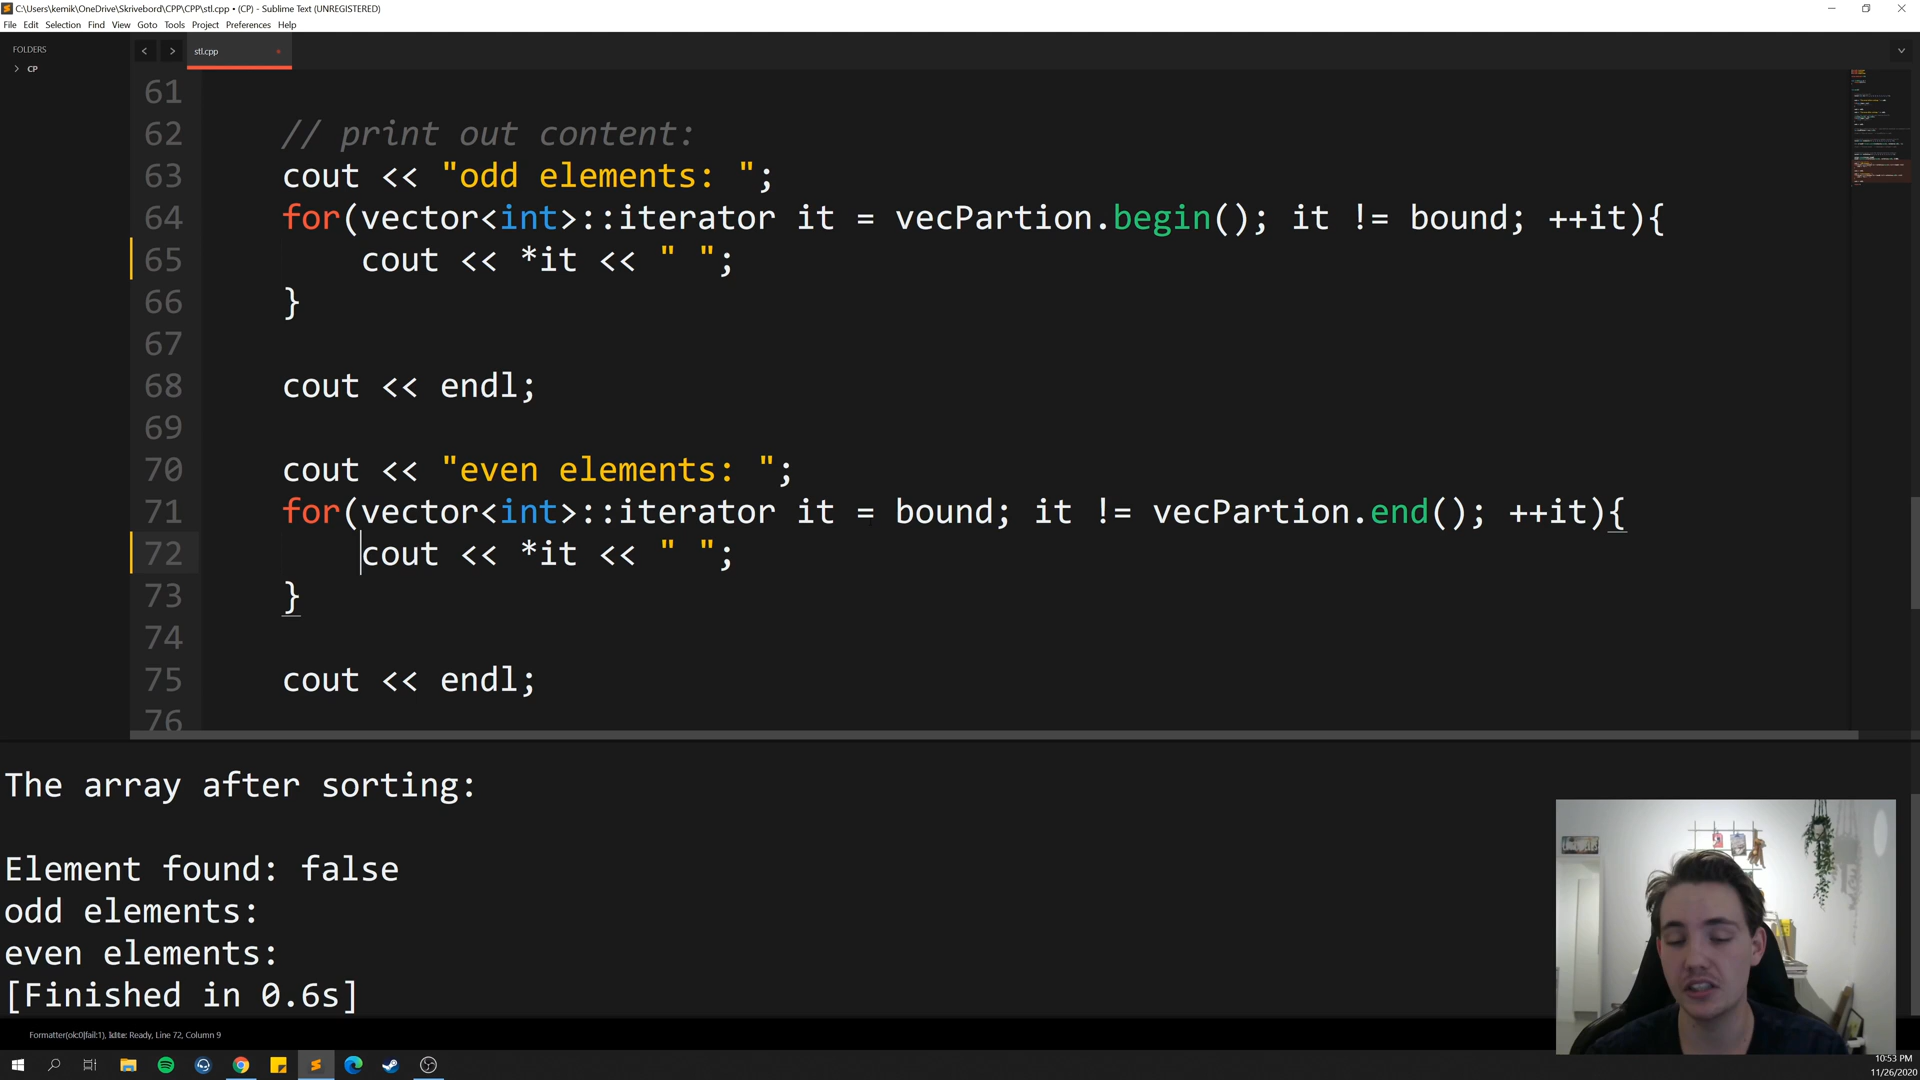 C:\Users\kemik\OneDrive\Skrivebord\CPP\CPP\stl.cpp • (CP) - Sublime Text (UNREGISTERED)
File Edit Selection Find View Goto Tools Project Preferences Help
FOLDERS
CP
stl.cpp
61
62 // print out content:
63 cout << "odd elements: ";
64 for(vector<int>::iterator it = vecPartion.begin(); it != bound; ++it){
65 cout << *it << " ";
66 }
67
68 cout << endl;
69
70 cout << "even elements: ";
71 for(vector<int>::iterator it = bound; it != vecPartion.end(); ++it){
72 cout << *it << " ";
73 }
74
75 cout << endl;
76
The array after sorting:
Element found: false
odd elements:
even elements:
[Finished in 0.6s]
Ready, Line 72, Column 9
10:53 PM
11/26/2020